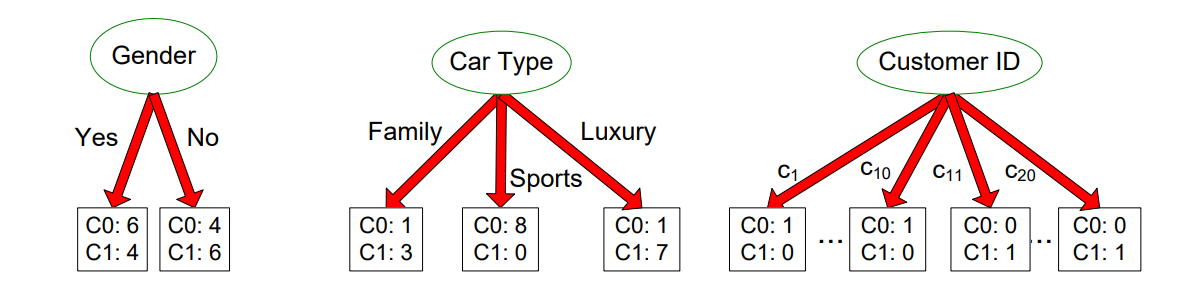 Gender
Yes
No
C0: 6
C1: 4
C0: 4
C1: 6
Car Type
Family
Sports
Luxury
C0: 1
C1: 3
C0: 8
C1: 0
C0: 1
C1: 7
Customer ID
c1
c10
c11
c20
C0: 1
C1: 0
...
C0: 1
C1: 0
C0: 0
C1: 1
...
C0: 0
C1: 1